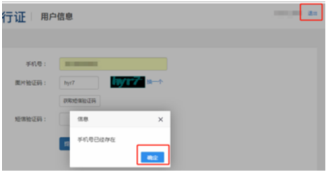 行证 | 用户信息
退出
手机号：
图片验证码： hyr7 hyr7 换一个
获取短信验证码
短信验证码：
信息 ×
手机号已经存在
确定